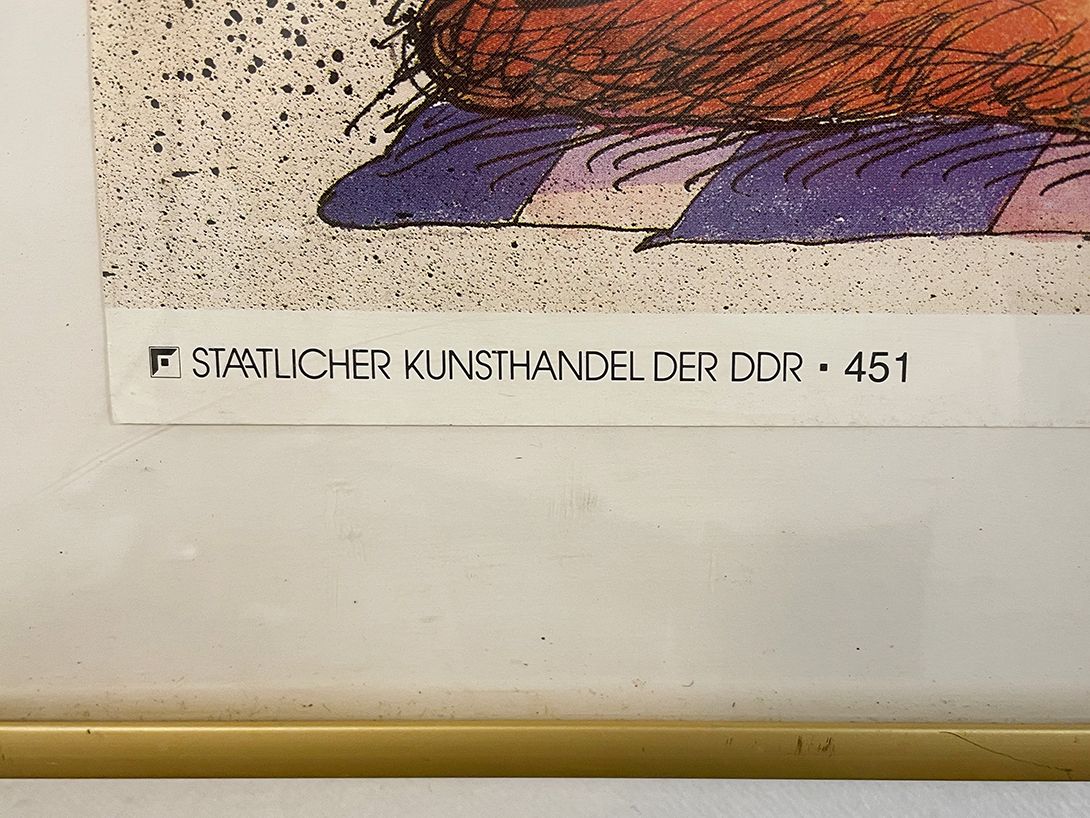 STAATLICHER KUNSTHANDEL DER DDR ▪ 451